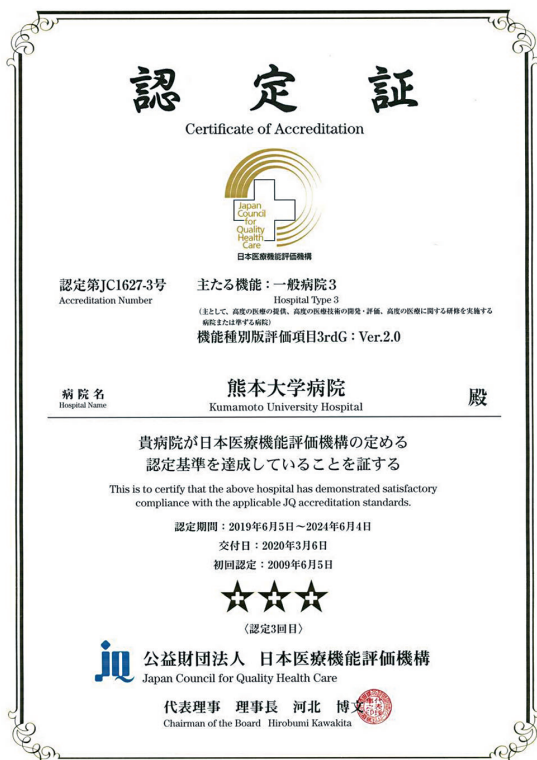 認定証
Certificate of Accreditation
Japan
Council
for
Quality
Health
Care
日本医療機能評価機構
認定第JC1627-3号
Accreditation Number
主たる機能：一般病院3
Hospital Type 3
（主として、高度の医療の提供、高度の医療技術の開発・評価、高度の医療に関する研修を実施する
病院または準ずる病院）
機能種別版評価項目3rdG：Ver.2.0
病院名
Hospital Name
熊本大学病院
Kumamoto University Hospital
殿
貴病院が日本医療機能評価機構の定める
認定基準を達成していることを証する
This is to certify that the above hospital has demonstrated satisfactory
compliance with the applicable JQ accreditation standards.
認定期間：2019年6月5日～2024年6月4日
交付日：2020年3月6日
初回認定：2009年6月5日
〈認定3回目〉
jq
公益財団法人 日本医療機能評価機構
Japan Council for Quality Health Care
代表理事 理事長 河北 博文
Chairman of the Board Hirobumi Kawakita